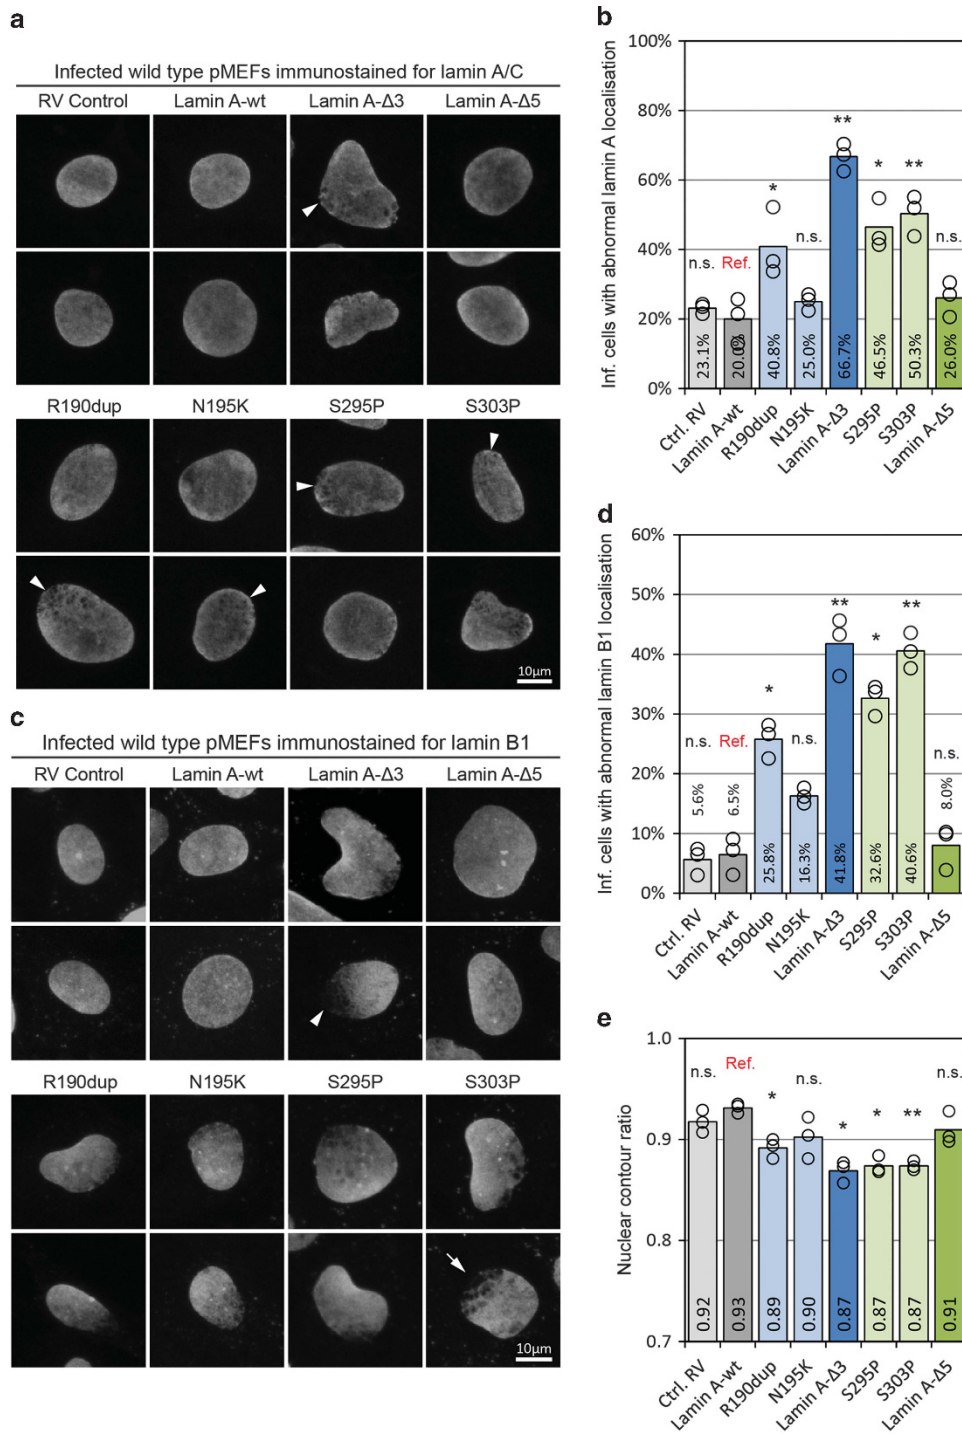 a
Infected wild type pMEFs immunostained for lamin A/C
RV Control Lamin A-wt Lamin A-Δ3 Lamin A-Δ5
R190dup N195K S295P S303P
10μm
b
Inf. cells with abnormal lamin A localisation
100%
80%
60%
40%
20%
0%
n.s. Ref. * n.s. ** * ** n.s.
23.1% 20.0% 40.8% 25.0% 66.7% 46.5% 50.3% 26.0%
Ctrl. RV Lamin A-wt R190dup N195K Lamin A-Δ3 S295P S303P Lamin A-Δ5
c
Infected wild type pMEFs immunostained for lamin B1
RV Control Lamin A-wt Lamin A-Δ3 Lamin A-Δ5
R190dup N195K S295P S303P
10μm
d
Inf. cells with abnormal lamin B1 localisation
60%
50%
40%
30%
20%
10%
0%
n.s. Ref. * n.s. ** * ** n.s.
5.6% 6.5% 25.8% 16.3% 41.8% 32.6% 40.6% 8.0%
Ctrl. RV Lamin A-wt R190dup N195K Lamin A-Δ3 S295P S303P Lamin A-Δ5
e
Nuclear contour ratio
1.0
0.9
0.8
0.7
n.s. Ref. * n.s. * * ** n.s.
0.92 0.93 0.89 0.90 0.87 0.87 0.87 0.91
Ctrl. RV Lamin A-wt R190dup N195K Lamin A-Δ3 S295P S303P Lamin A-Δ5